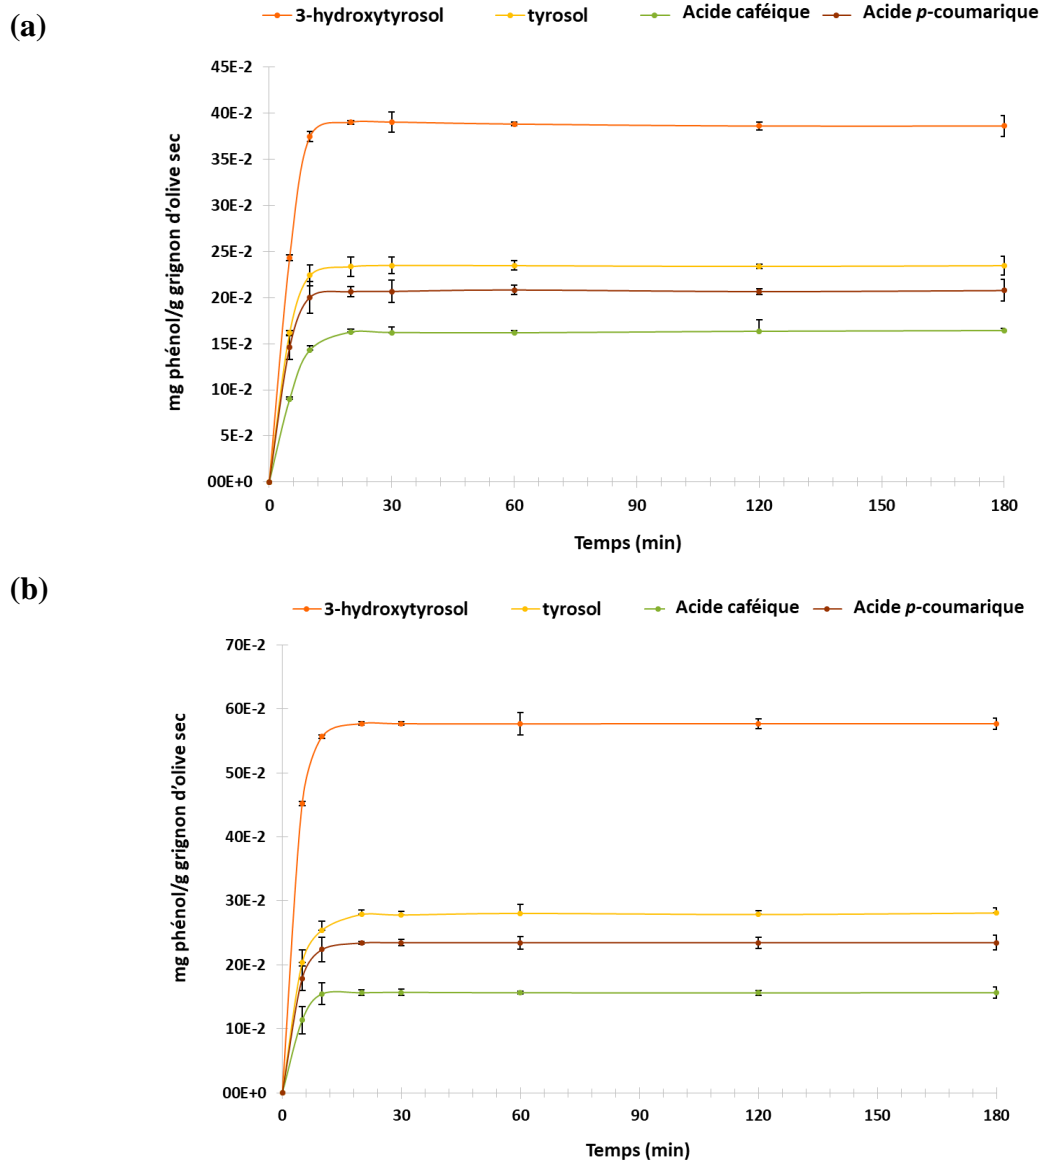 (a)
3-hydroxytyrosol tyrosol Acide caféique Acide p-coumarique
45E-2
40E-2
35E-2
30E-2
25E-2
20E-2
15E-2
10E-2
5E-2
00E+0
mg phénol/g grignon d'olive sec
0 30 60 90 120 150 180
Temps (min)
(b)
3-hydroxytyrosol tyrosol Acide caféique Acide p-coumarique
70E-2
60E-2
50E-2
40E-2
30E-2
20E-2
10E-2
00E+0
mg phénol/g grignon d'olive sec
0 30 60 90 120 150 180
Temps (min)